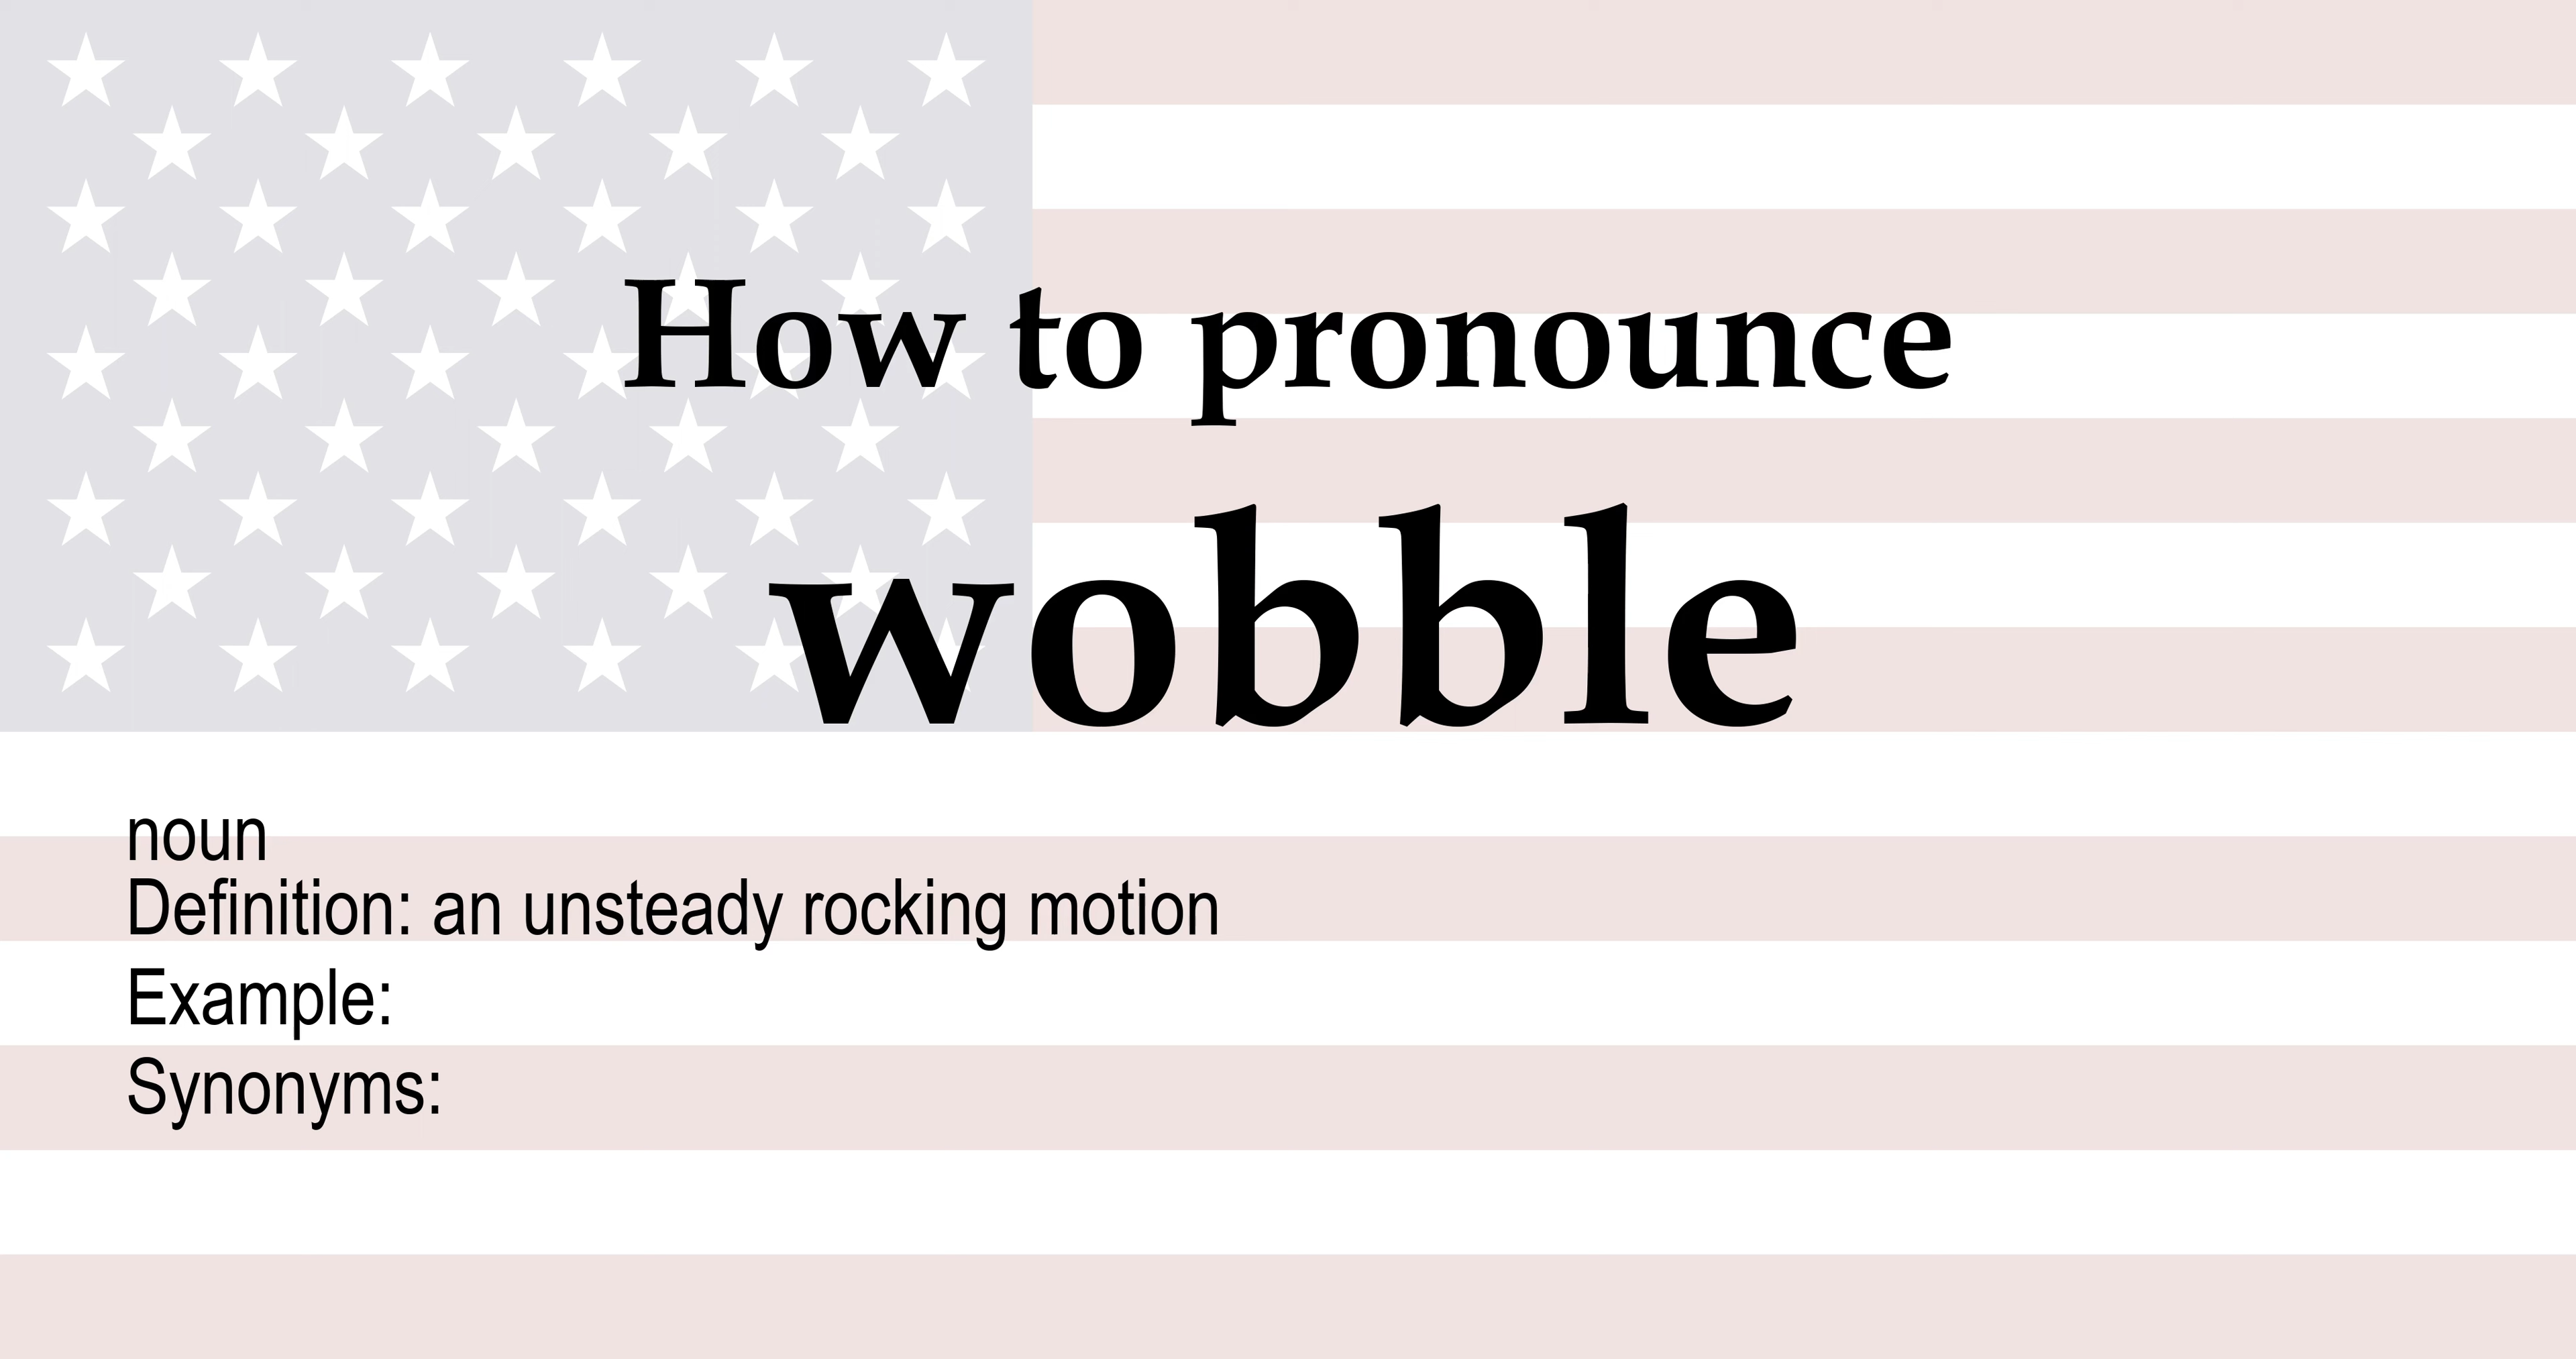 How to pronounce
wobble
noun
Definition: an unsteady rocking motion
Example:
Synonyms: